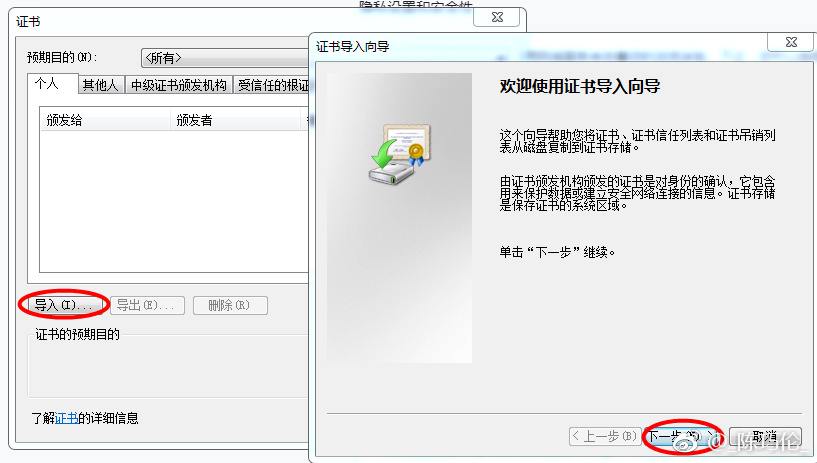 隐私设置和安全性
证书
预期目的(N):
<所有>
个人
其他人
中级证书颁发机构
受信任的根证
颁发给
颁发者
导入(I)...
导出(E)...
删除(R)
证书的预期目的
了解证书的详细信息
证书导入向导
欢迎使用证书导入向导
这个向导帮助您将证书、证书信任列表和证书吊销列
表从磁盘复制到证书存储。
由证书颁发机构颁发的证书是对身份的确认，它包含
用来保护数据或建立安全网络连接的信息。证书存储
是保存证书的系统区域。
单击“下一步”继续。
< 上一步(B)
下一步(N) >
取消